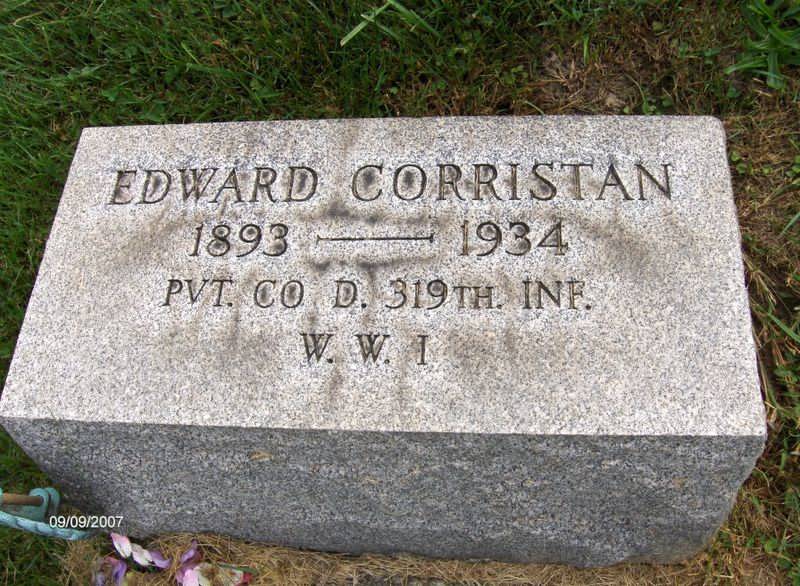 EDWARD CORRISTAN
1893 — 1934
PVT. CO D. 319TH. INF.
W. W. I
09/09/2007